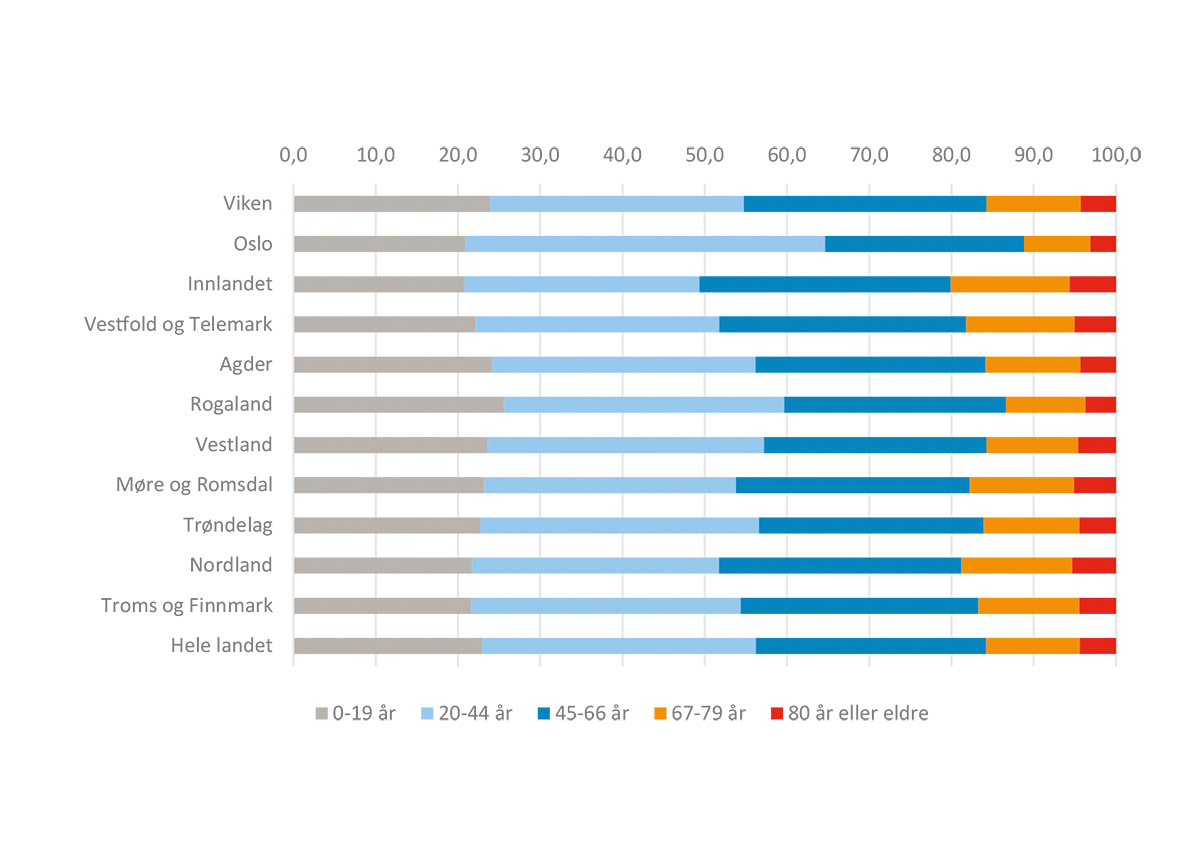 0,0 10,0 20,0 30,0 40,0 50,0 60,0 70,0 80,0 90,0 100,0
Viken
Oslo
Innlandet
Vestfold og Telemark
Agder
Rogaland
Vestland
Møre og Romsdal
Trøndelag
Nordland
Troms og Finnmark
Hele landet
0-19 år 20-44 år 45-66 år 67-79 år 80 år eller eldre